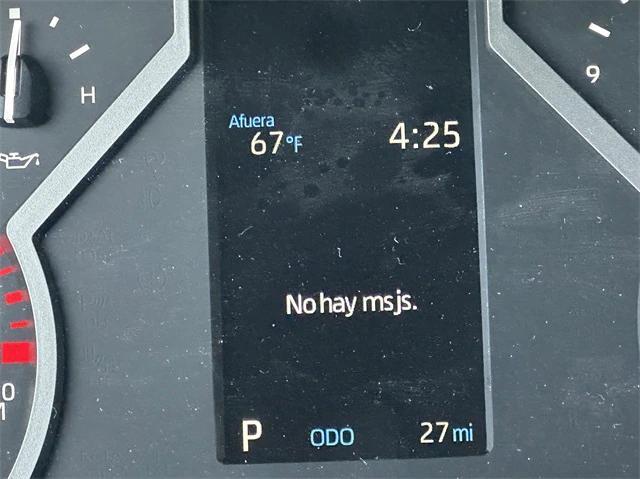 H
9
Afuera
67°F
4:25
No hay msjs.
P
ODO
27 mi